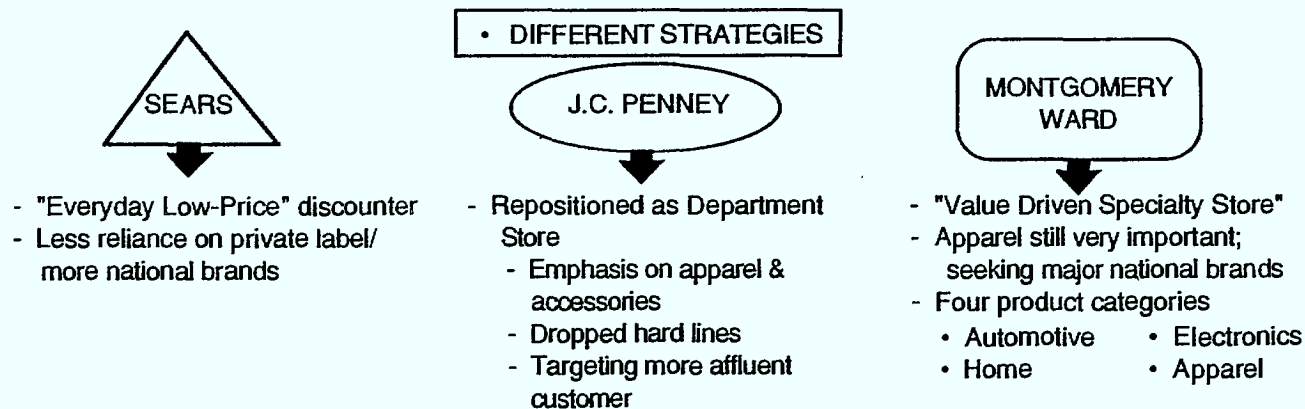 • DIFFERENT STRATEGIES
SEARS
- "Everyday Low-Price" discounter
- Less reliance on private label/
more national brands
J.C. PENNEY
- Repositioned as Department
Store
- Emphasis on apparel &
accessories
- Dropped hard lines
- Targeting more affluent
customer
MONTGOMERY
WARD
- "Value Driven Specialty Store"
- Apparel still very important;
seeking major national brands
- Four product categories
• Automotive • Electronics
• Home • Apparel